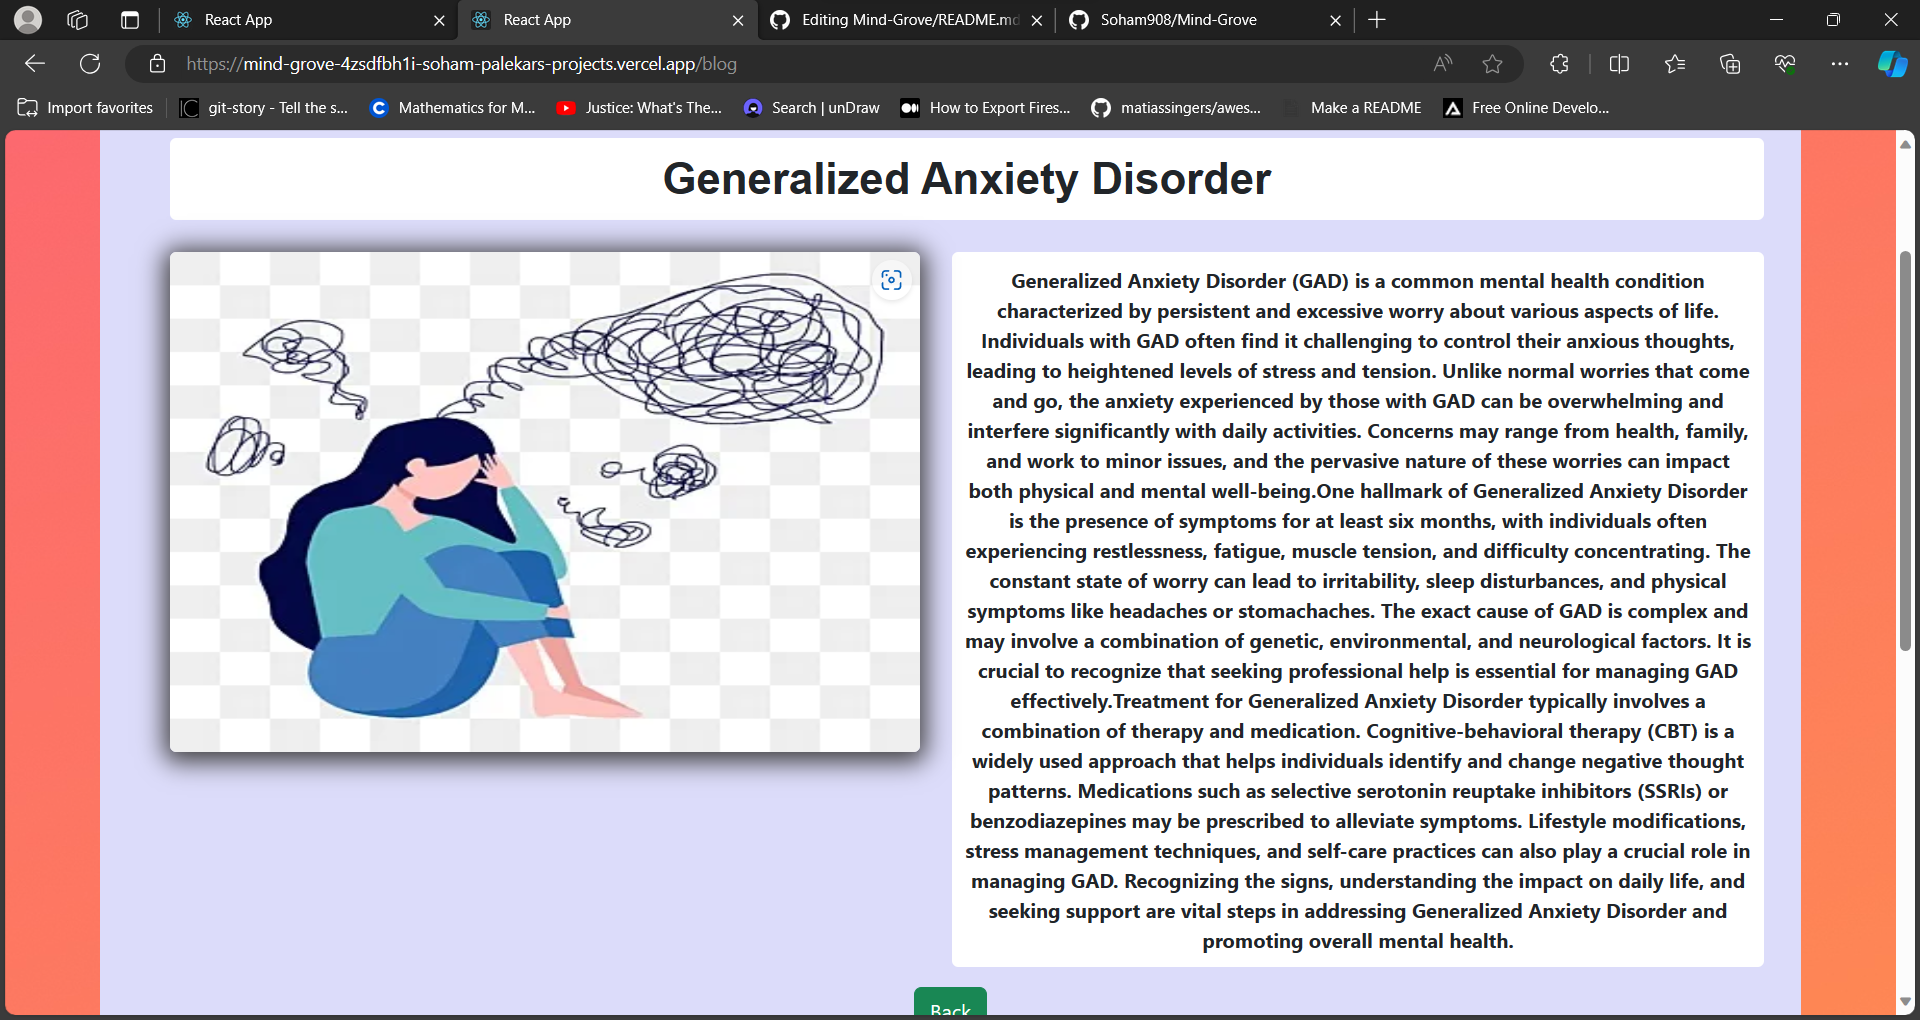 React App
React App
Editing Mind-Grove/README.md
Soham908/Mind-Grove
https://mind-grove-4zsdfbh1i-soham-palekars-projects.vercel.app/blog
Import favorites
git-story - Tell the s...
Mathematics for M...
Justice: What's The...
Search | unDraw
How to Export Fires...
matiassingers/awes...
Make a README
Free Online Develo...
Generalized Anxiety Disorder
Generalized Anxiety Disorder (GAD) is a common mental health condition
characterized by persistent and excessive worry about various aspects of life.
Individuals with GAD often find it challenging to control their anxious thoughts,
leading to heightened levels of stress and tension. Unlike normal worries that come
and go, the anxiety experienced by those with GAD can be overwhelming and
interfere significantly with daily activities. Concerns may range from health, family,
and work to minor issues, and the pervasive nature of these worries can impact
both physical and mental well-being.One hallmark of Generalized Anxiety Disorder
is the presence of symptoms for at least six months, with individuals often
experiencing restlessness, fatigue, muscle tension, and difficulty concentrating. The
constant state of worry can lead to irritability, sleep disturbances, and physical
symptoms like headaches or stomachaches. The exact cause of GAD is complex and
may involve a combination of genetic, environmental, and neurological factors. It is
crucial to recognize that seeking professional help is essential for managing GAD
effectively.Treatment for Generalized Anxiety Disorder typically involves a
combination of therapy and medication. Cognitive-behavioral therapy (CBT) is a
widely used approach that helps individuals identify and change negative thought
patterns. Medications such as selective serotonin reuptake inhibitors (SSRIs) or
benzodiazepines may be prescribed to alleviate symptoms. Lifestyle modifications,
stress management techniques, and self-care practices can also play a crucial role in
managing GAD. Recognizing the signs, understanding the impact on daily life, and
seeking support are vital steps in addressing Generalized Anxiety Disorder and
promoting overall mental health.
Back